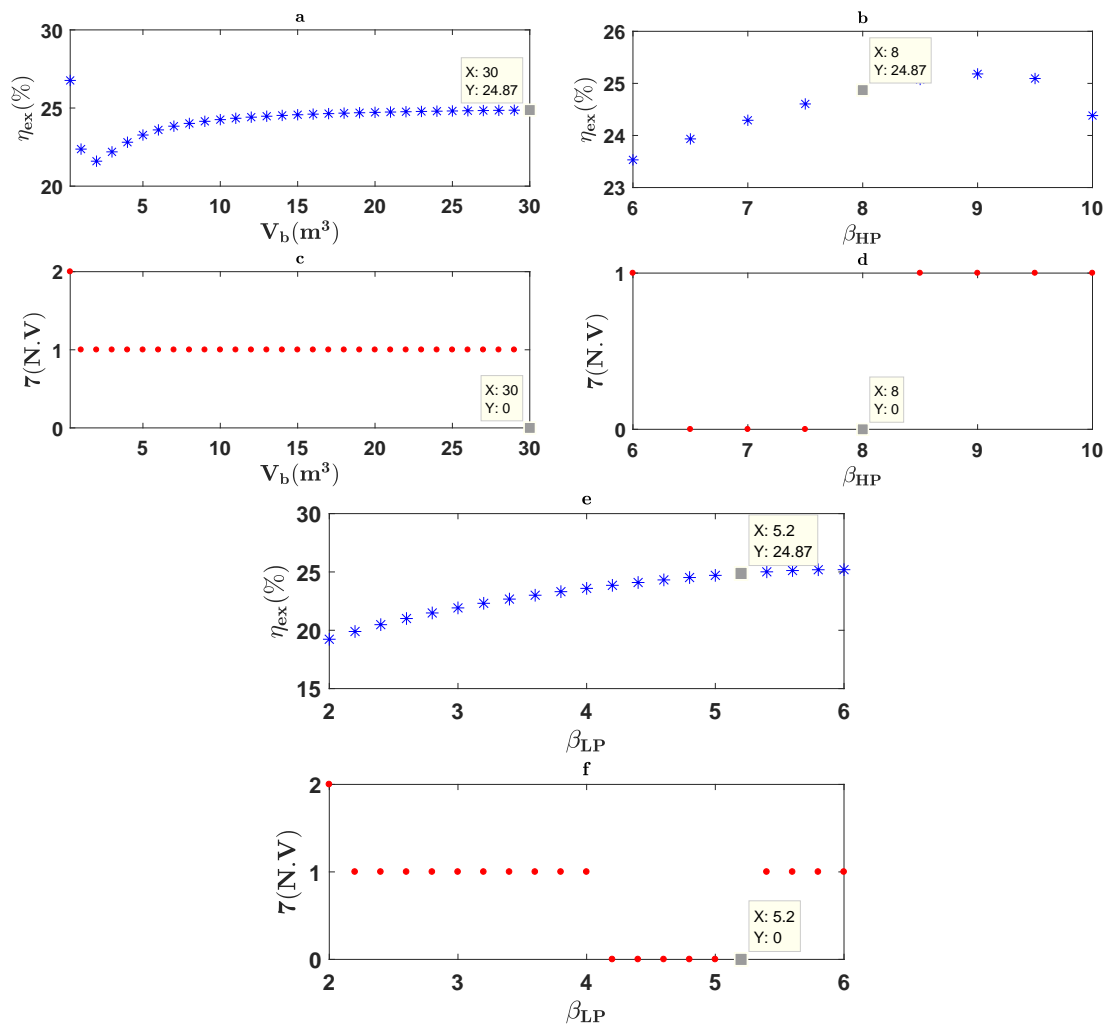 a
30
25
20
η_ex(%)
X: 30
Y: 24.87
5 10 15 20 25 30
V_b(m³)
b
26
25
24
23
η_ex(%)
X: 8
Y: 24.87
6 7 8 9 10
β_HP
c
2
1
0
7(N.V)
X: 30
Y: 0
5 10 15 20 25 30
V_b(m³)
d
1
0
7(N.V)
X: 8
Y: 0
6 7 8 9 10
β_HP
e
30
25
20
15
η_ex(%)
X: 5.2
Y: 24.87
2 3 4 5 6
β_LP
f
2
1
0
7(N.V)
X: 5.2
Y: 0
2 3 4 5 6
β_LP